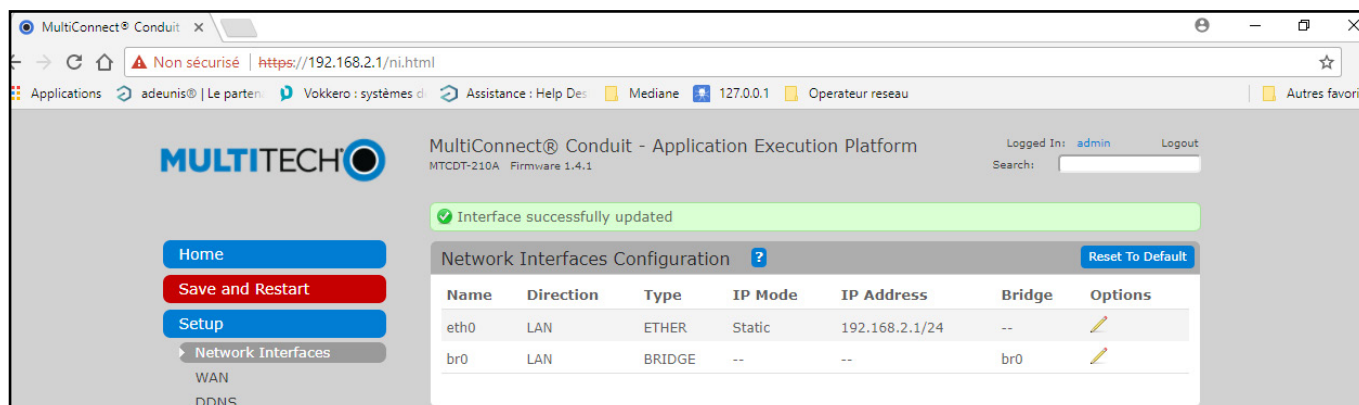 MultiConnect® Conduit
Non sécurisé | https://192.168.2.1/ni.html
Applications adeunis® | Le parten Vokkero : systèmes d Assistance : Help Des Mediane 127.0.0.1 Operateur reseau Autres favori
MULTITECH
MultiConnect® Conduit - Application Execution Platform
MTCDT-210A Firmware 1.4.1
Logged In: admin Logout
Search:
Interface successfully updated
Home
Save and Restart
Setup
Network Interfaces
WAN
DDNS
Network Interfaces Configuration ? Reset To Default
Name Direction Type IP Mode IP Address Bridge Options
eth0 LAN ETHER Static 192.168.2.1/24 --
br0 LAN BRIDGE -- -- br0